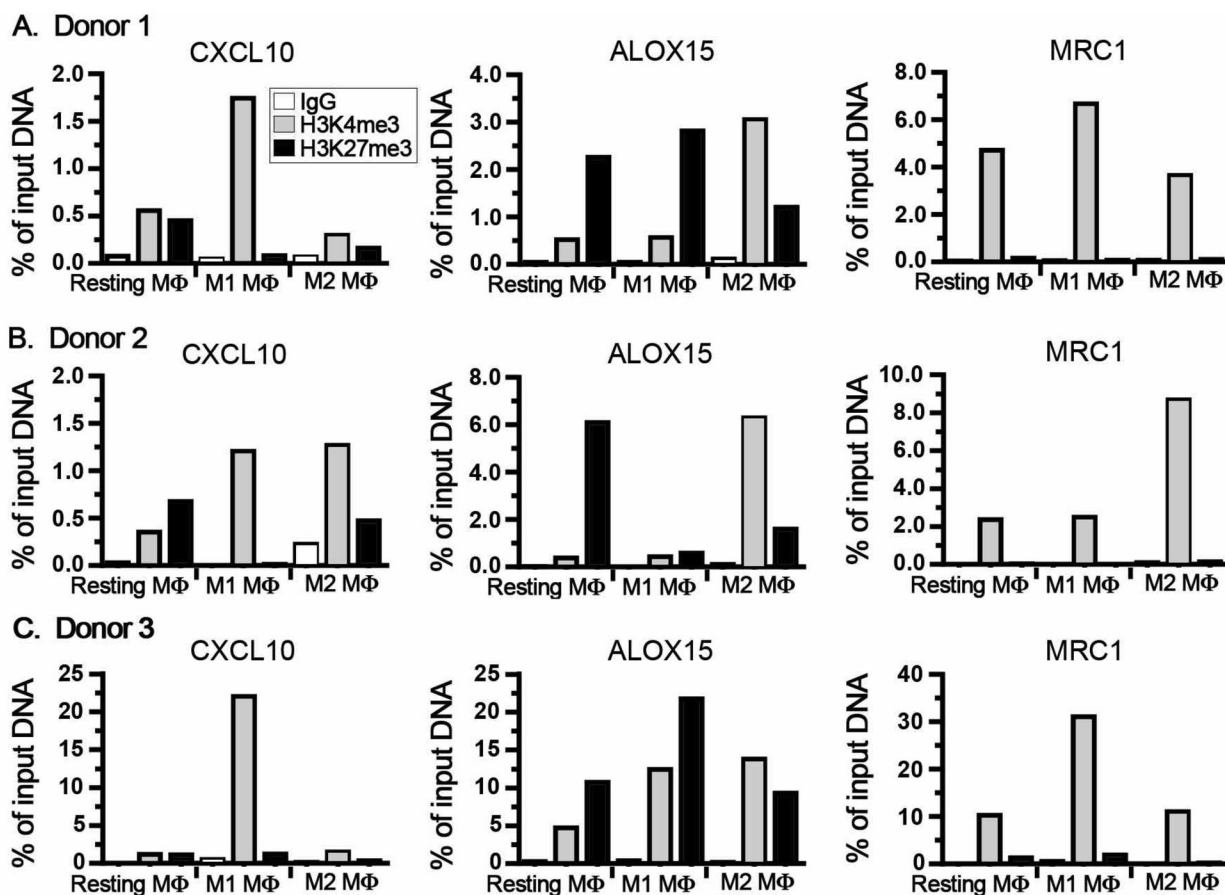 A. Donor 1
CXCL10
ALOX15
MRC1
% of input DNA
2.0
1.5
1.0
0.5
0.0
IgG
H3K4me3
H3K27me3
Resting MΦ M1 MΦ M2 MΦ
% of input DNA
4.0
3.0
2.0
1.0
0.0
Resting MΦ M1 MΦ M2 MΦ
% of input DNA
8.0
6.0
4.0
2.0
0.0
Resting MΦ M1 MΦ M2 MΦ
B. Donor 2
CXCL10
ALOX15
MRC1
% of input DNA
2.0
1.5
1.0
0.5
0.0
Resting MΦ M1 MΦ M2 MΦ
% of input DNA
8.0
6.0
4.0
2.0
0.0
Resting MΦ M1 MΦ M2 MΦ
% of input DNA
10.0
8.0
6.0
4.0
2.0
0.0
Resting MΦ M1 MΦ M2 MΦ
C. Donor 3
CXCL10
ALOX15
MRC1
% of input DNA
25
20
15
10
5
0
Resting MΦ M1 MΦ M2 MΦ
% of input DNA
25
20
15
10
5
0
Resting MΦ M1 MΦ M2 MΦ
% of input DNA
40
30
20
10
0
Resting MΦ M1 MΦ M2 MΦ